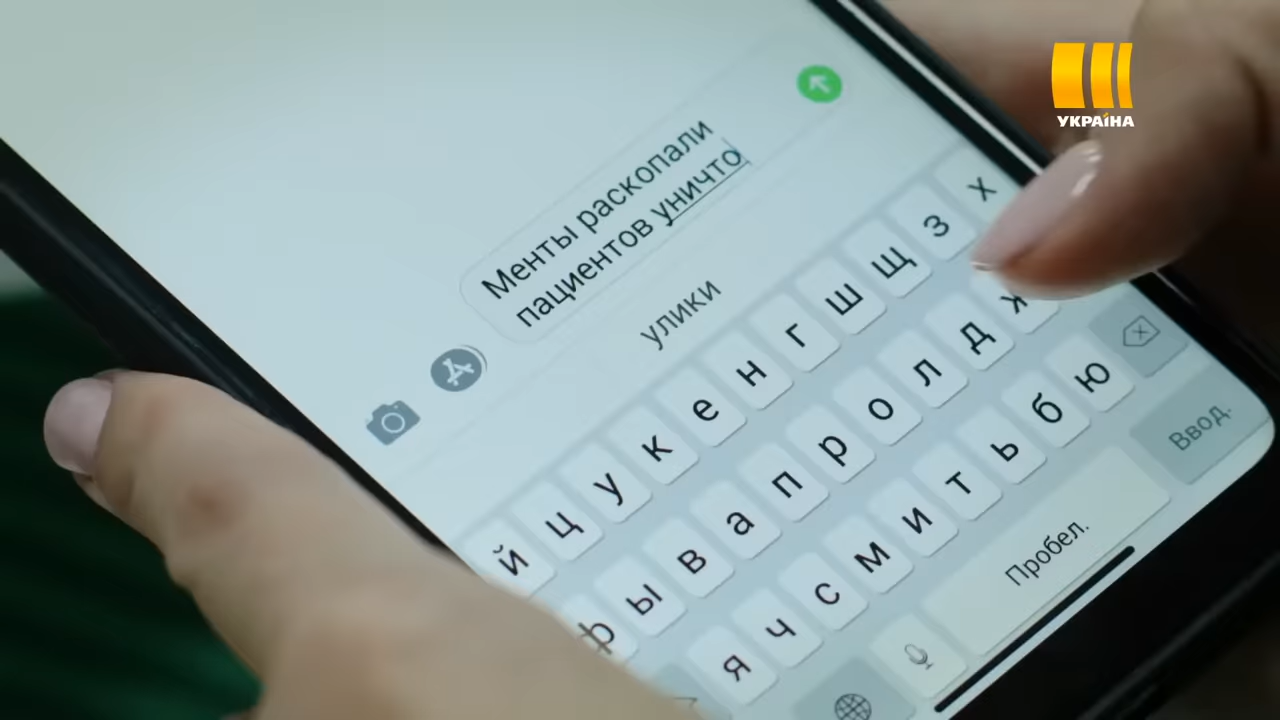 УКРАЇНА
Менты раскопали
пациентов уничто
улики
й ц у к е н г ш щ з х
ф ы в а п р о л д ж
я ч с м и т ь б ю
Пробел.
Ввод.